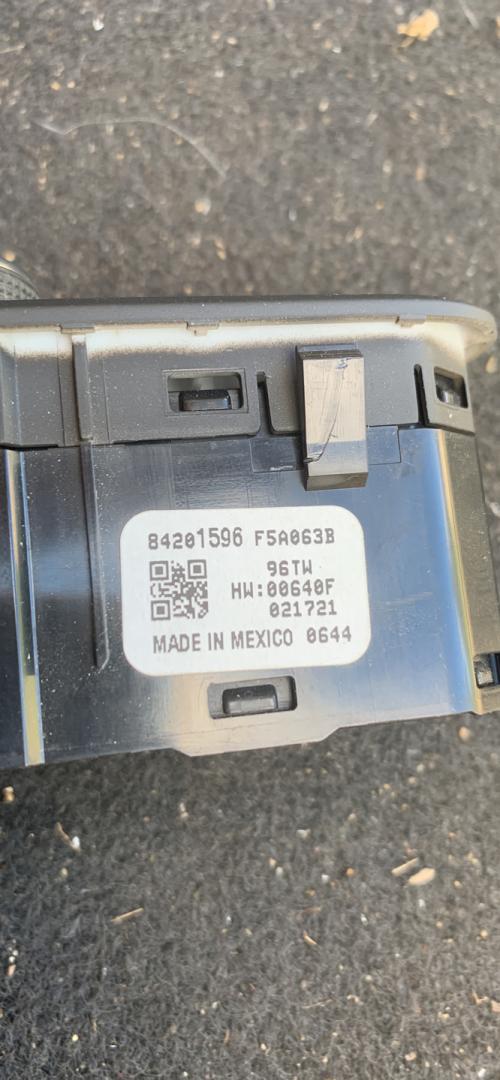 84201596 F5A063B
96TW
HW:00640F
021721
MADE IN MEXICO 0644